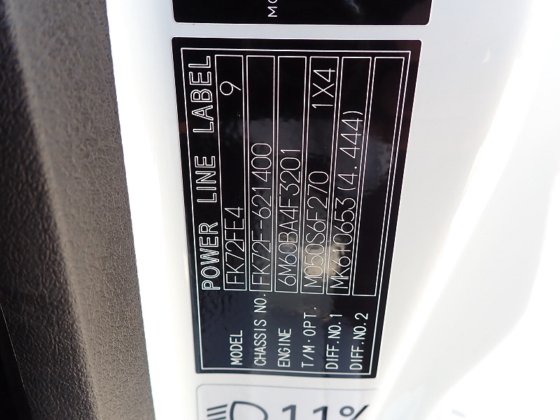 POWER LINE LABEL
MODEL FK72FE4 9
CHASSIS NO. FK72F-621400
ENGINE 6M60BA4F3201
T/M·OPT. M050S6F270 1X4
DIFF.NO.1 MK610653(4.444)
DIFF.NO.2
11%